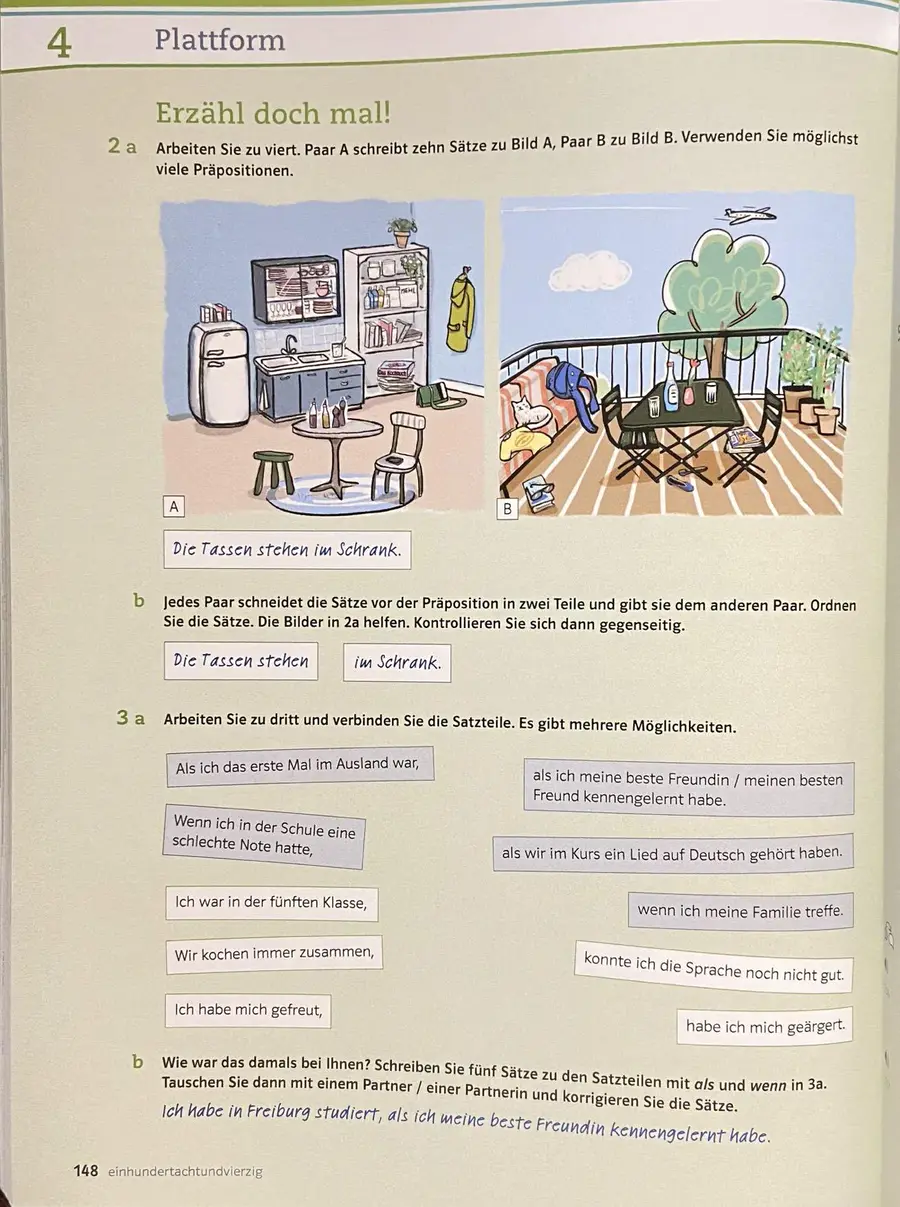 4 Plattform
Erzähl doch mal!
2 a Arbeiten Sie zu viert. Paar A schreibt zehn Sätze zu Bild A, Paar B zu Bild B. Verwenden Sie möglichst
viele Präpositionen.
MEHL
Das Kochbuch
A
B
Die Tassen stehen im Schrank.
b Jedes Paar schneidet die Sätze vor der Präposition in zwei Teile und gibt sie dem anderen Paar. Ordnen
Sie die Sätze. Die Bilder in 2a helfen. Kontrollieren Sie sich dann gegenseitig.
Die Tassen stehen
im Schrank.
3 a Arbeiten Sie zu dritt und verbinden Sie die Satzteile. Es gibt mehrere Möglichkeiten.
Als ich das erste Mal im Ausland war,
als ich meine beste Freundin / meinen besten
Freund kennengelernt habe.
Wenn ich in der Schule eine
schlechte Note hatte,
als wir im Kurs ein Lied auf Deutsch gehört haben.
Ich war in der fünften Klasse,
wenn ich meine Familie treffe.
Wir kochen immer zusammen,
konnte ich die Sprache noch nicht gut.
Ich habe mich gefreut,
habe ich mich geärgert.
b Wie war das damals bei Ihnen? Schreiben Sie fünf Sätze zu den Satzteilen mit als und wenn in 3a.
Tauschen Sie dann mit einem Partner / einer Partnerin und korrigieren Sie die Sätze.
Ich habe in Freiburg studiert, als ich meine beste Freundin kennengelernt habe.
148 einhundertachtundvierzig